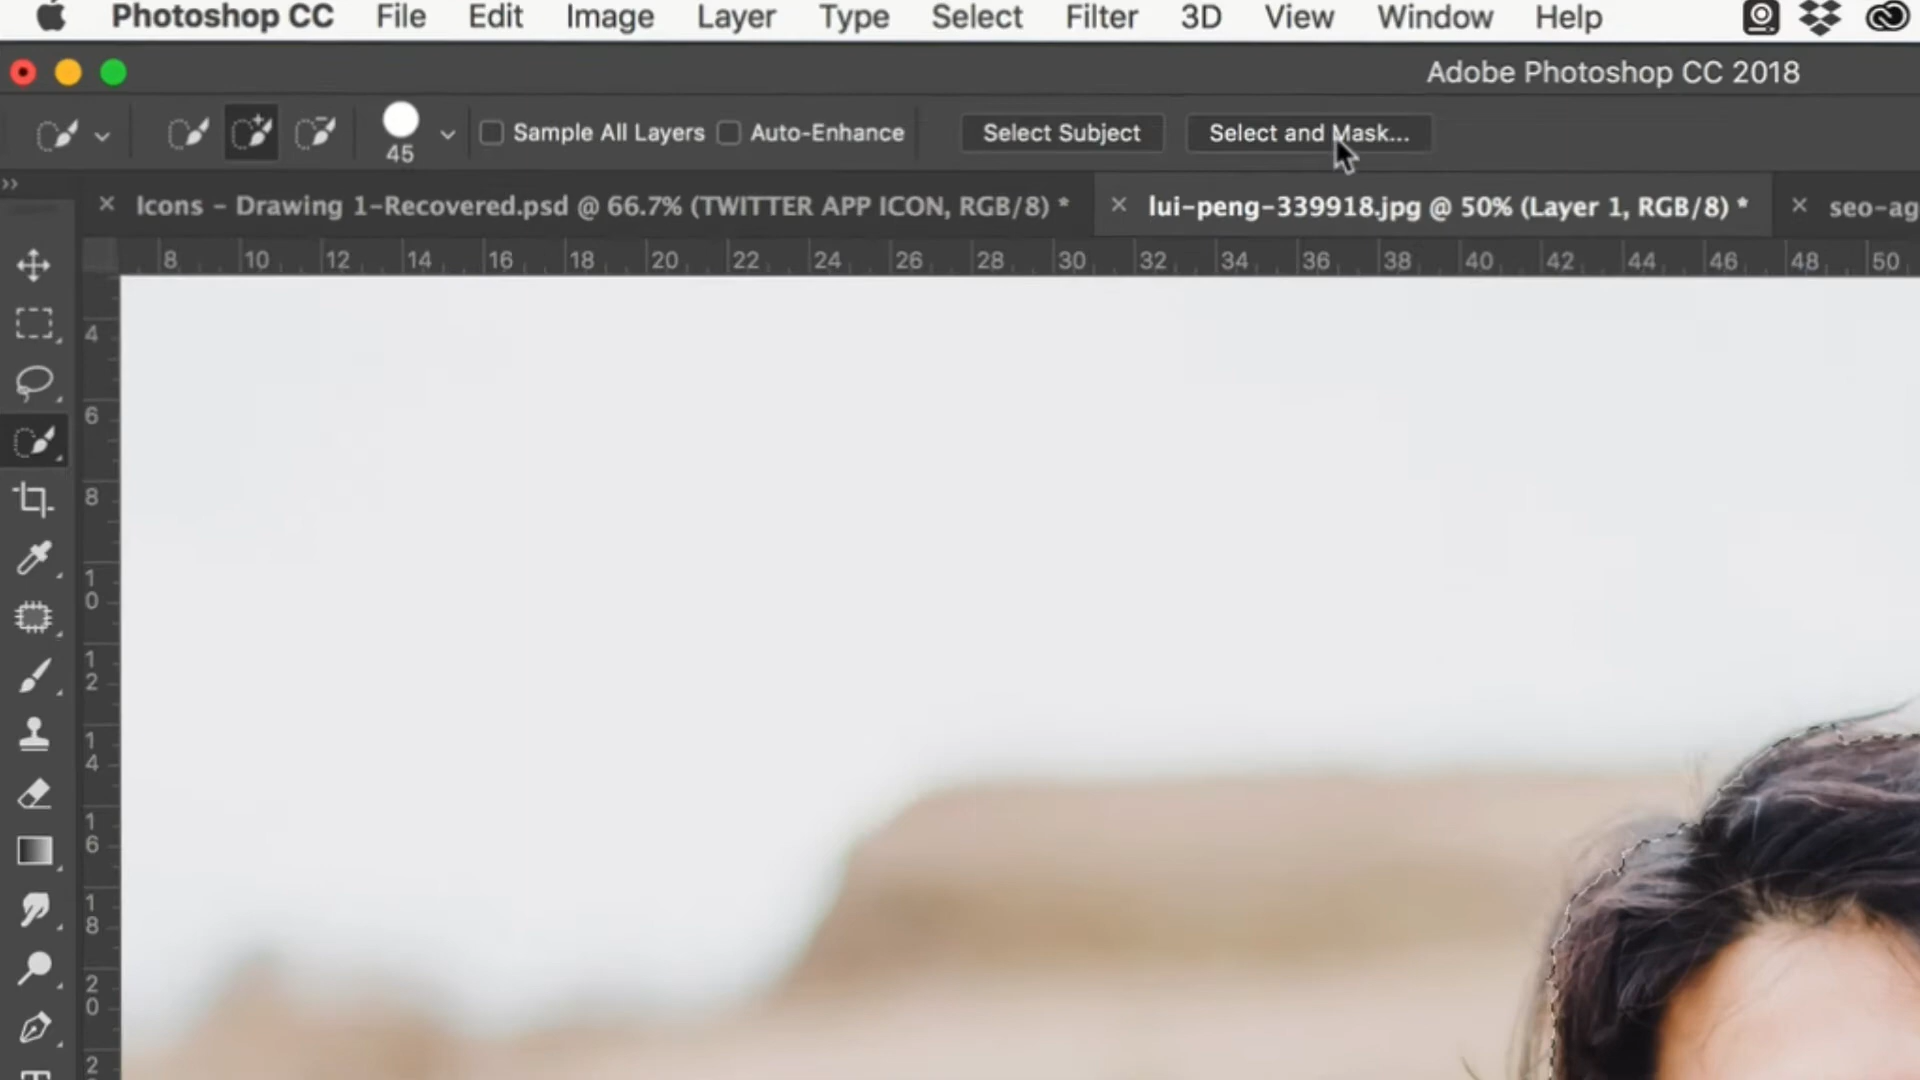 Photoshop CC File Edit Image Layer Type Select Filter 3D View Window Help
Adobe Photoshop CC 2018
45 Sample All Layers Auto-Enhance Select Subject Select and Mask...
Icons - Drawing 1-Recovered.psd @ 66.7% (TWITTER APP ICON, RGB/8) * lui-peng-339918.jpg @ 50% (Layer 1, RGB/8) * seo-ag
8 10 12 14 16 18 20 22 24 26 28 30 32 34 36 38 40 42 44 46 48 50
4
6
8
10
12
14
16
18
20
2